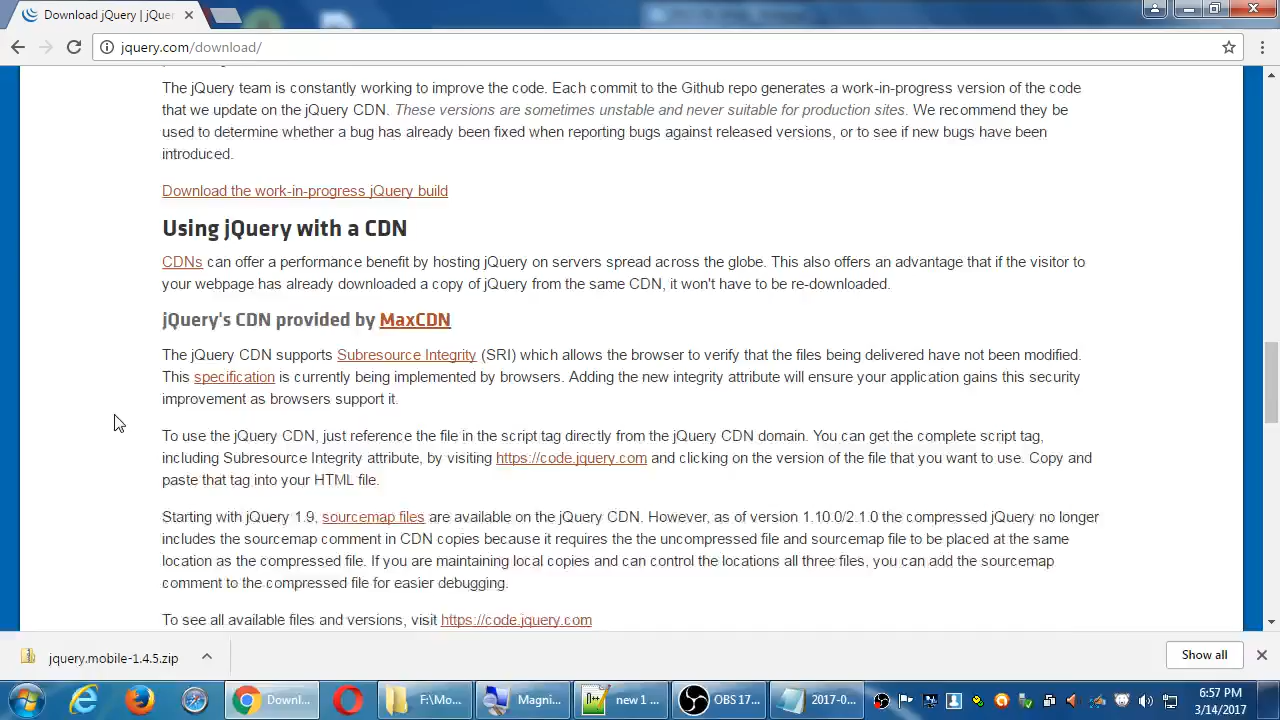 Download jQuery | jQue
jquery.com/download/
The jQuery team is constantly working to improve the code. Each commit to the Github repo generates a work-in-progress version of the code
that we update on the jQuery CDN. These versions are sometimes unstable and never suitable for production sites. We recommend they be
used to determine whether a bug has already been fixed when reporting bugs against released versions, or to see if new bugs have been
introduced.
Download the work-in-progress jQuery build
Using jQuery with a CDN
CDNs can offer a performance benefit by hosting jQuery on servers spread across the globe. This also offers an advantage that if the visitor to
your webpage has already downloaded a copy of jQuery from the same CDN, it won't have to be re-downloaded.
jQuery's CDN provided by MaxCDN
The jQuery CDN supports Subresource Integrity (SRI) which allows the browser to verify that the files being delivered have not been modified.
This specification is currently being implemented by browsers. Adding the new integrity attribute will ensure your application gains this security
improvement as browsers support it.
To use the jQuery CDN, just reference the file in the script tag directly from the jQuery CDN domain. You can get the complete script tag,
including Subresource Integrity attribute, by visiting https://code.jquery.com and clicking on the version of the file that you want to use. Copy and
paste that tag into your HTML file.
Starting with jQuery 1.9, sourcemap files are available on the jQuery CDN. However, as of version 1.10.0/2.1.0 the compressed jQuery no longer
includes the sourcemap comment in CDN copies because it requires the the uncompressed file and sourcemap file to be placed at the same
location as the compressed file. If you are maintaining local copies and can control the locations all three files, you can add the sourcemap
comment to the compressed file for easier debugging.
To see all available files and versions, visit https://code.jquery.com
jquery.mobile-1.4.5.zip
Show all
Downl...
F:\Mo...
Magni...
new 1 ...
OBS 17...
2017-0...
6:57 PM
3/14/2017